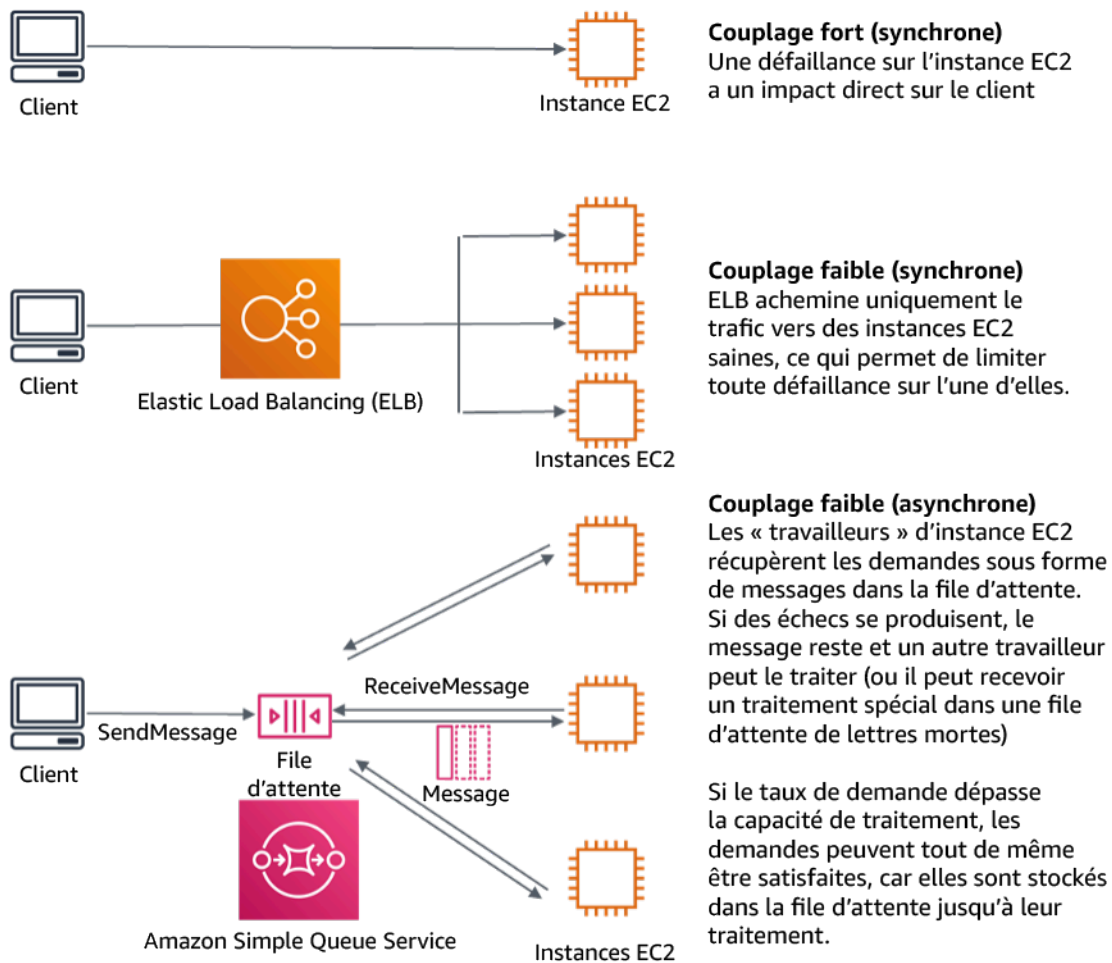 Client
Instance EC2
Couplage fort (synchrone)
Une défaillance sur l’instance EC2
a un impact direct sur le client
Client
Elastic Load Balancing (ELB)
Instances EC2
Couplage faible (synchrone)
ELB achemine uniquement le
trafic vers des instances EC2
saines, ce qui permet de limiter
toute défaillance sur l’une d’elles.
Client
SendMessage
File
d’attente
ReceiveMessage
Message
Amazon Simple Queue Service
Instances EC2
Couplage faible (asynchrone)
Les « travailleurs » d’instance EC2
récupèrent les demandes sous forme
de messages dans la file d’attente.
Si des échecs se produisent, le
message reste et un autre travailleur
peut le traiter (ou il peut recevoir
un traitement spécial dans une file
d’attente de lettres mortes)
Si le taux de demande dépasse
la capacité de traitement, les
demandes peuvent tout de même
être satisfaites, car elles sont stockés
dans la file d’attente jusqu’à leur
traitement.